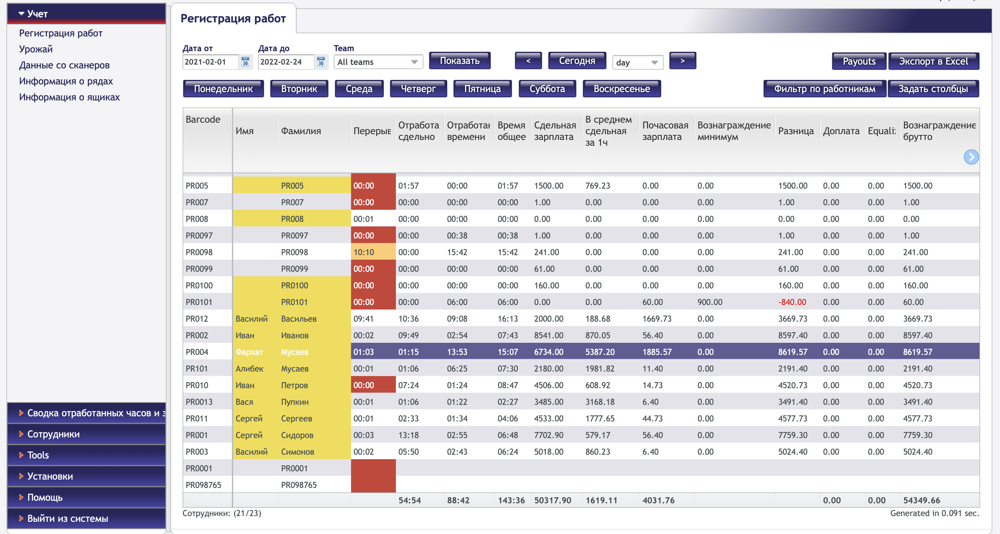 Учет
Регистрация работ
Урожай
Данные со сканеров
Информация о рядах
Информация о ящиках
Сводка отработанных часов и з
Сотрудники
Tools
Установки
Помощь
Выйти из системы
Регистрация работ
Дата от Дата до Team
2021-02-01 30 2022-02-24 30 All teams Показать < Сегодня day > Payouts Экспорт в Excel
Понедельник Вторник Среда Четверг Пятница Суббота Воскресенье Фильтр по работникам Задать столбцы
Barcode Имя Фамилия Перерыв Отработа сдельно Отработан времени Время общее Сдельная зарплата В среднем сдельная за 1ч Почасовая зарплата Вознаграждение минимум Разница Доплата Equali Вознаграждение брутто
PR005 PR005 00:00 01:57 00:00 01:57 1500.00 769.23 0.00 0.00 1500.00 0.00 0.00 1500.00
PR007 PR007 00:00 00:00 00:00 00:00 1.00 0.00 0.00 0.00 1.00 0.00 0.00 1.00
PR008 PR008 00:01 00:00 00:00 00:00 0.00 0.00 0.00 0.00 0.00 0.00 0.00 0.00
PR0097 PR0097 00:00 00:00 00:38 00:38 1.00 0.00 0.00 0.00 1.00 0.00 0.00 1.00
PR0098 PR0098 10:10 00:00 15:42 15:42 241.00 0.00 0.00 0.00 241.00 0.00 0.00 241.00
PR0099 PR0099 00:00 00:00 00:00 00:00 61.00 0.00 0.00 0.00 61.00 0.00 0.00 61.00
PR0100 PR0100 00:00 00:00 00:00 00:00 160.00 0.00 0.00 0.00 160.00 0.00 0.00 160.00
PR0101 PR0101 00:00 00:00 06:00 06:00 0.00 0.00 60.00 900.00 -840.00 0.00 0.00 60.00
PR012 Василий Васильев 09:41 10:36 09:08 16:13 2000.00 188.68 1669.73 0.00 3669.73 0.00 0.00 3669.73
PR002 Иван Иванов 00:02 09:49 02:54 07:43 8541.00 870.05 56.40 0.00 8597.40 0.00 0.00 8597.40
PR004 Фархат Мусаев 01:03 01:15 13:53 15:07 6734.00 5387.20 1885.57 0.00 8619.57 0.00 0.00 8619.57
PR101 Алибек Мусаев 00:01 01:06 06:25 07:30 2180.00 1981.82 11.40 0.00 2191.40 0.00 0.00 2191.40
PR010 Иван Петров 00:00 07:24 01:24 08:47 4506.00 608.92 14.73 0.00 4520.73 0.00 0.00 4520.73
PR0013 Вася Пупкин 00:01 01:06 01:22 02:27 3485.00 3168.18 6.40 0.00 3491.40 0.00 0.00 3491.40
PR011 Сергей Сергеев 00:01 02:33 01:34 04:06 4533.00 1777.65 44.73 0.00 4577.73 0.00 0.00 4577.73
PR001 Сергей Сидоров 00:03 13:18 02:55 06:48 7702.90 579.17 56.40 0.00 7759.30 0.00 0.00 7759.30
PR003 Василий Симонов 00:02 05:50 02:43 06:24 5018.00 860.23 6.40 0.00 5024.40 0.00 0.00 5024.40
PR0001 PR0001
PR098765 PR098765
54:54 88:42 143:36 50317.90 1619.11 4031.76 0.00 0.00 54349.66
Сотрудники: (21/23) Generated in 0.091 sec.